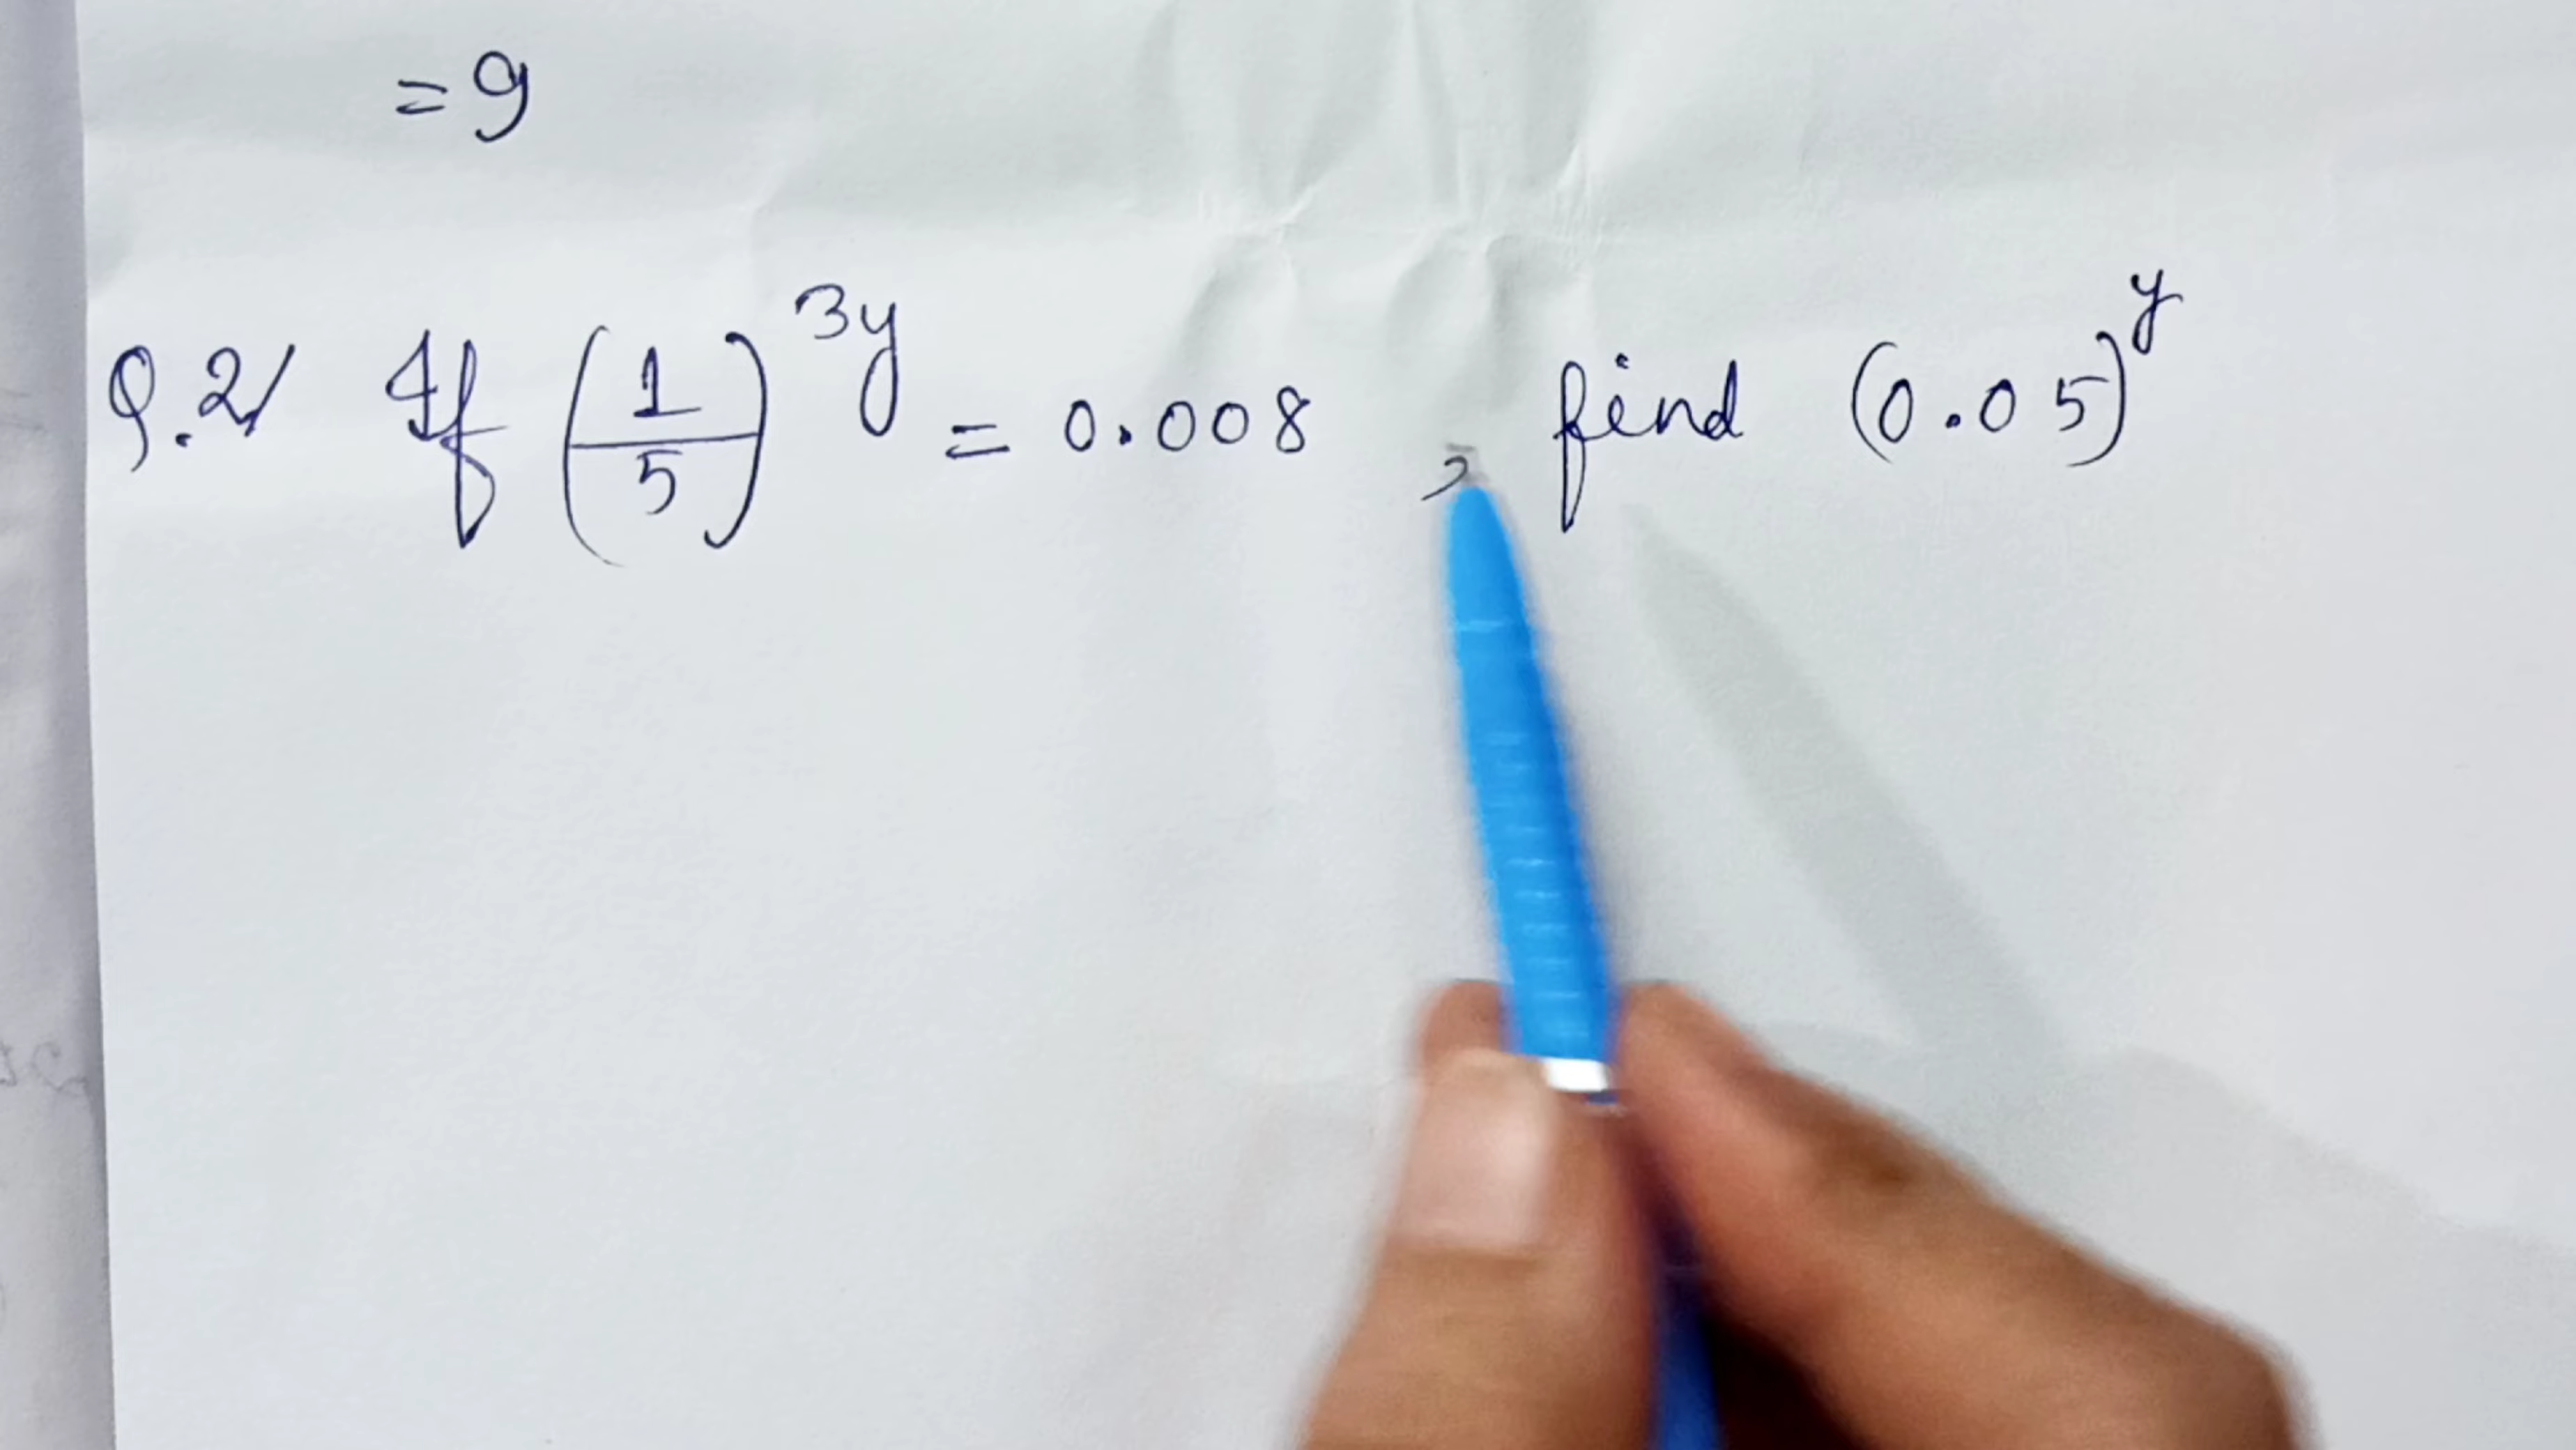 = 9
Q.2/ If (1/5)^3y = 0.008 , find (0.05)^y